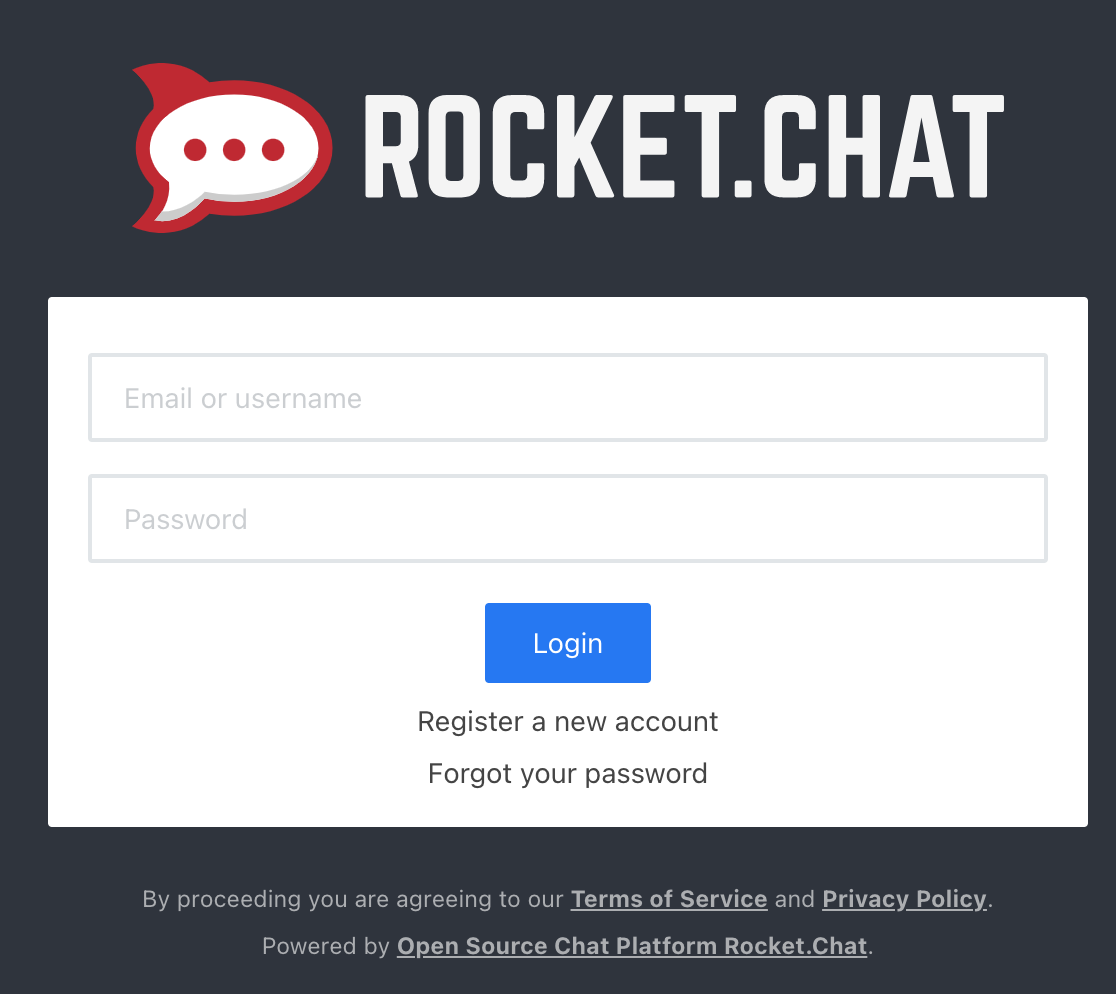 ROCKET.CHAT
Email or username
Password
Login
Register a new account
Forgot your password
By proceeding you are agreeing to our Terms of Service and Privacy Policy.
Powered by Open Source Chat Platform Rocket.Chat.